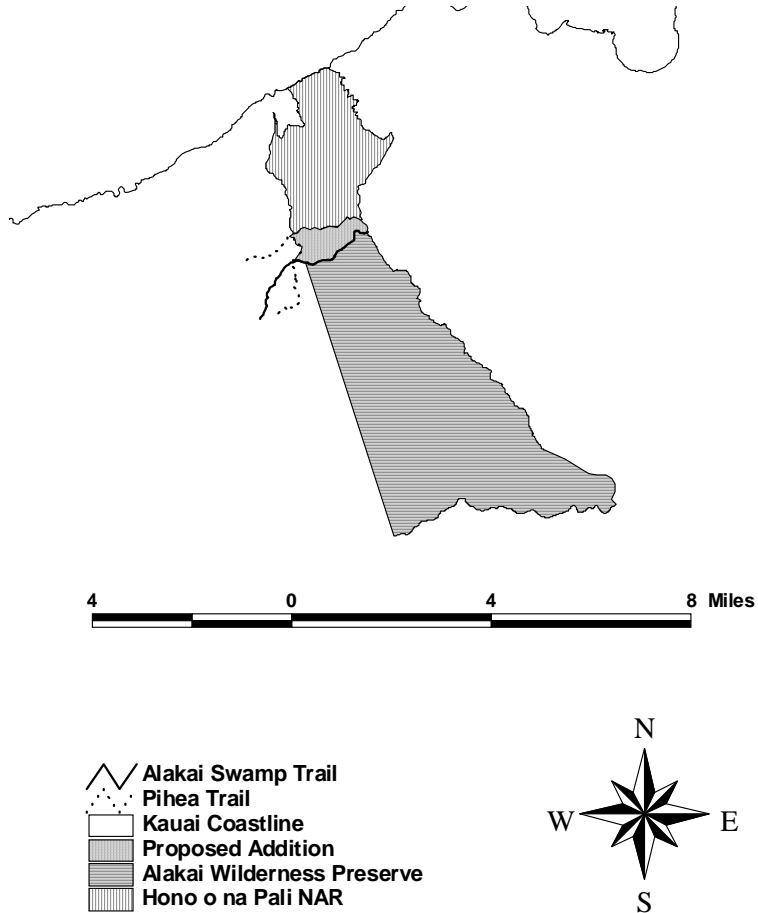 4 0 4 8 Miles
Alakai Swamp Trail
Pihea Trail
Kauai Coastline
Proposed Addition
Alakai Wilderness Preserve
Hono o na Pali NAR
N
W E
S